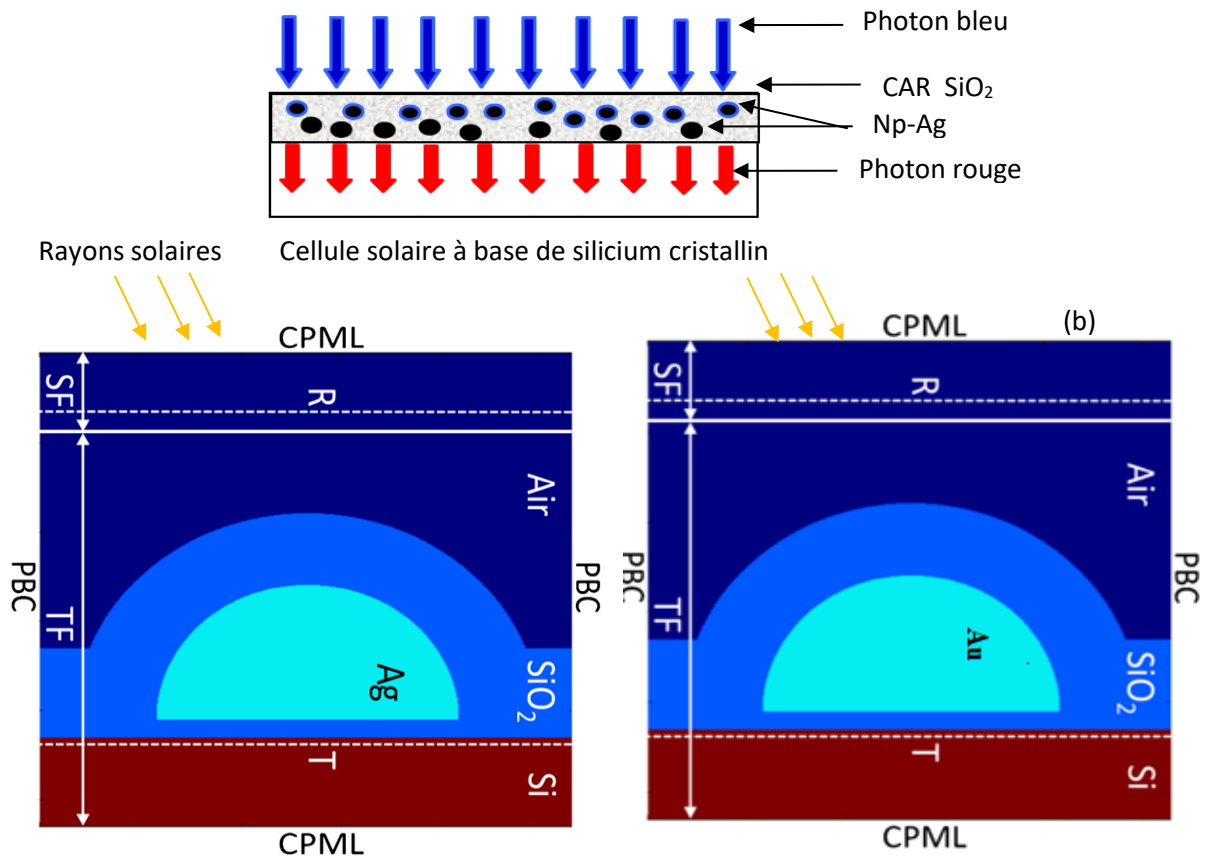 Photon bleu
CAR SiO₂
Np-Ag
Photon rouge
Rayons solaires
Cellule solaire à base de silicium cristallin
CPML
SF
R
Air
PBC
TF
PBC
Ag
SiO₂
T
Si
CPML
(b)
CPML
SF
R
Air
PBC
TF
PBC
Au
SiO₂
T
Si
CPML